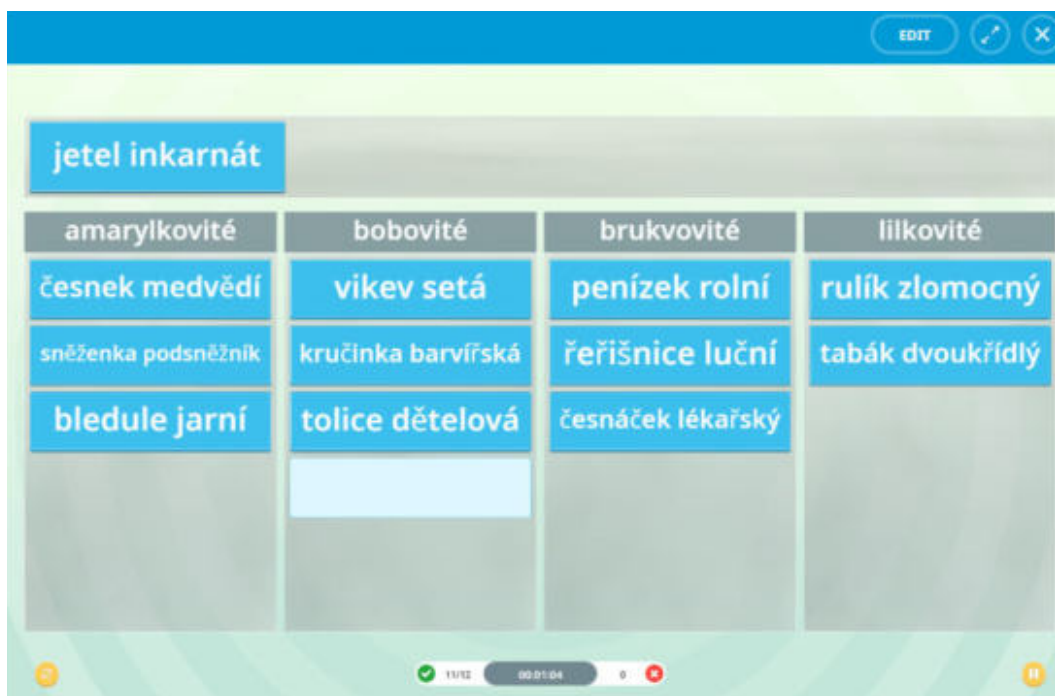 EDIT
jetel inkarnát
amarylkovité
bobovité
brukvovité
lilkovité
česnek medvědí
vikev setá
penízek rolní
rulík zlomocný
sněženka podsněžník
kručinka barvířská
řeřišnice luční
tabák dvoukřídlý
bledule jarní
tolice dětelová
česnáček lékařský
11/12 00:01:04 0